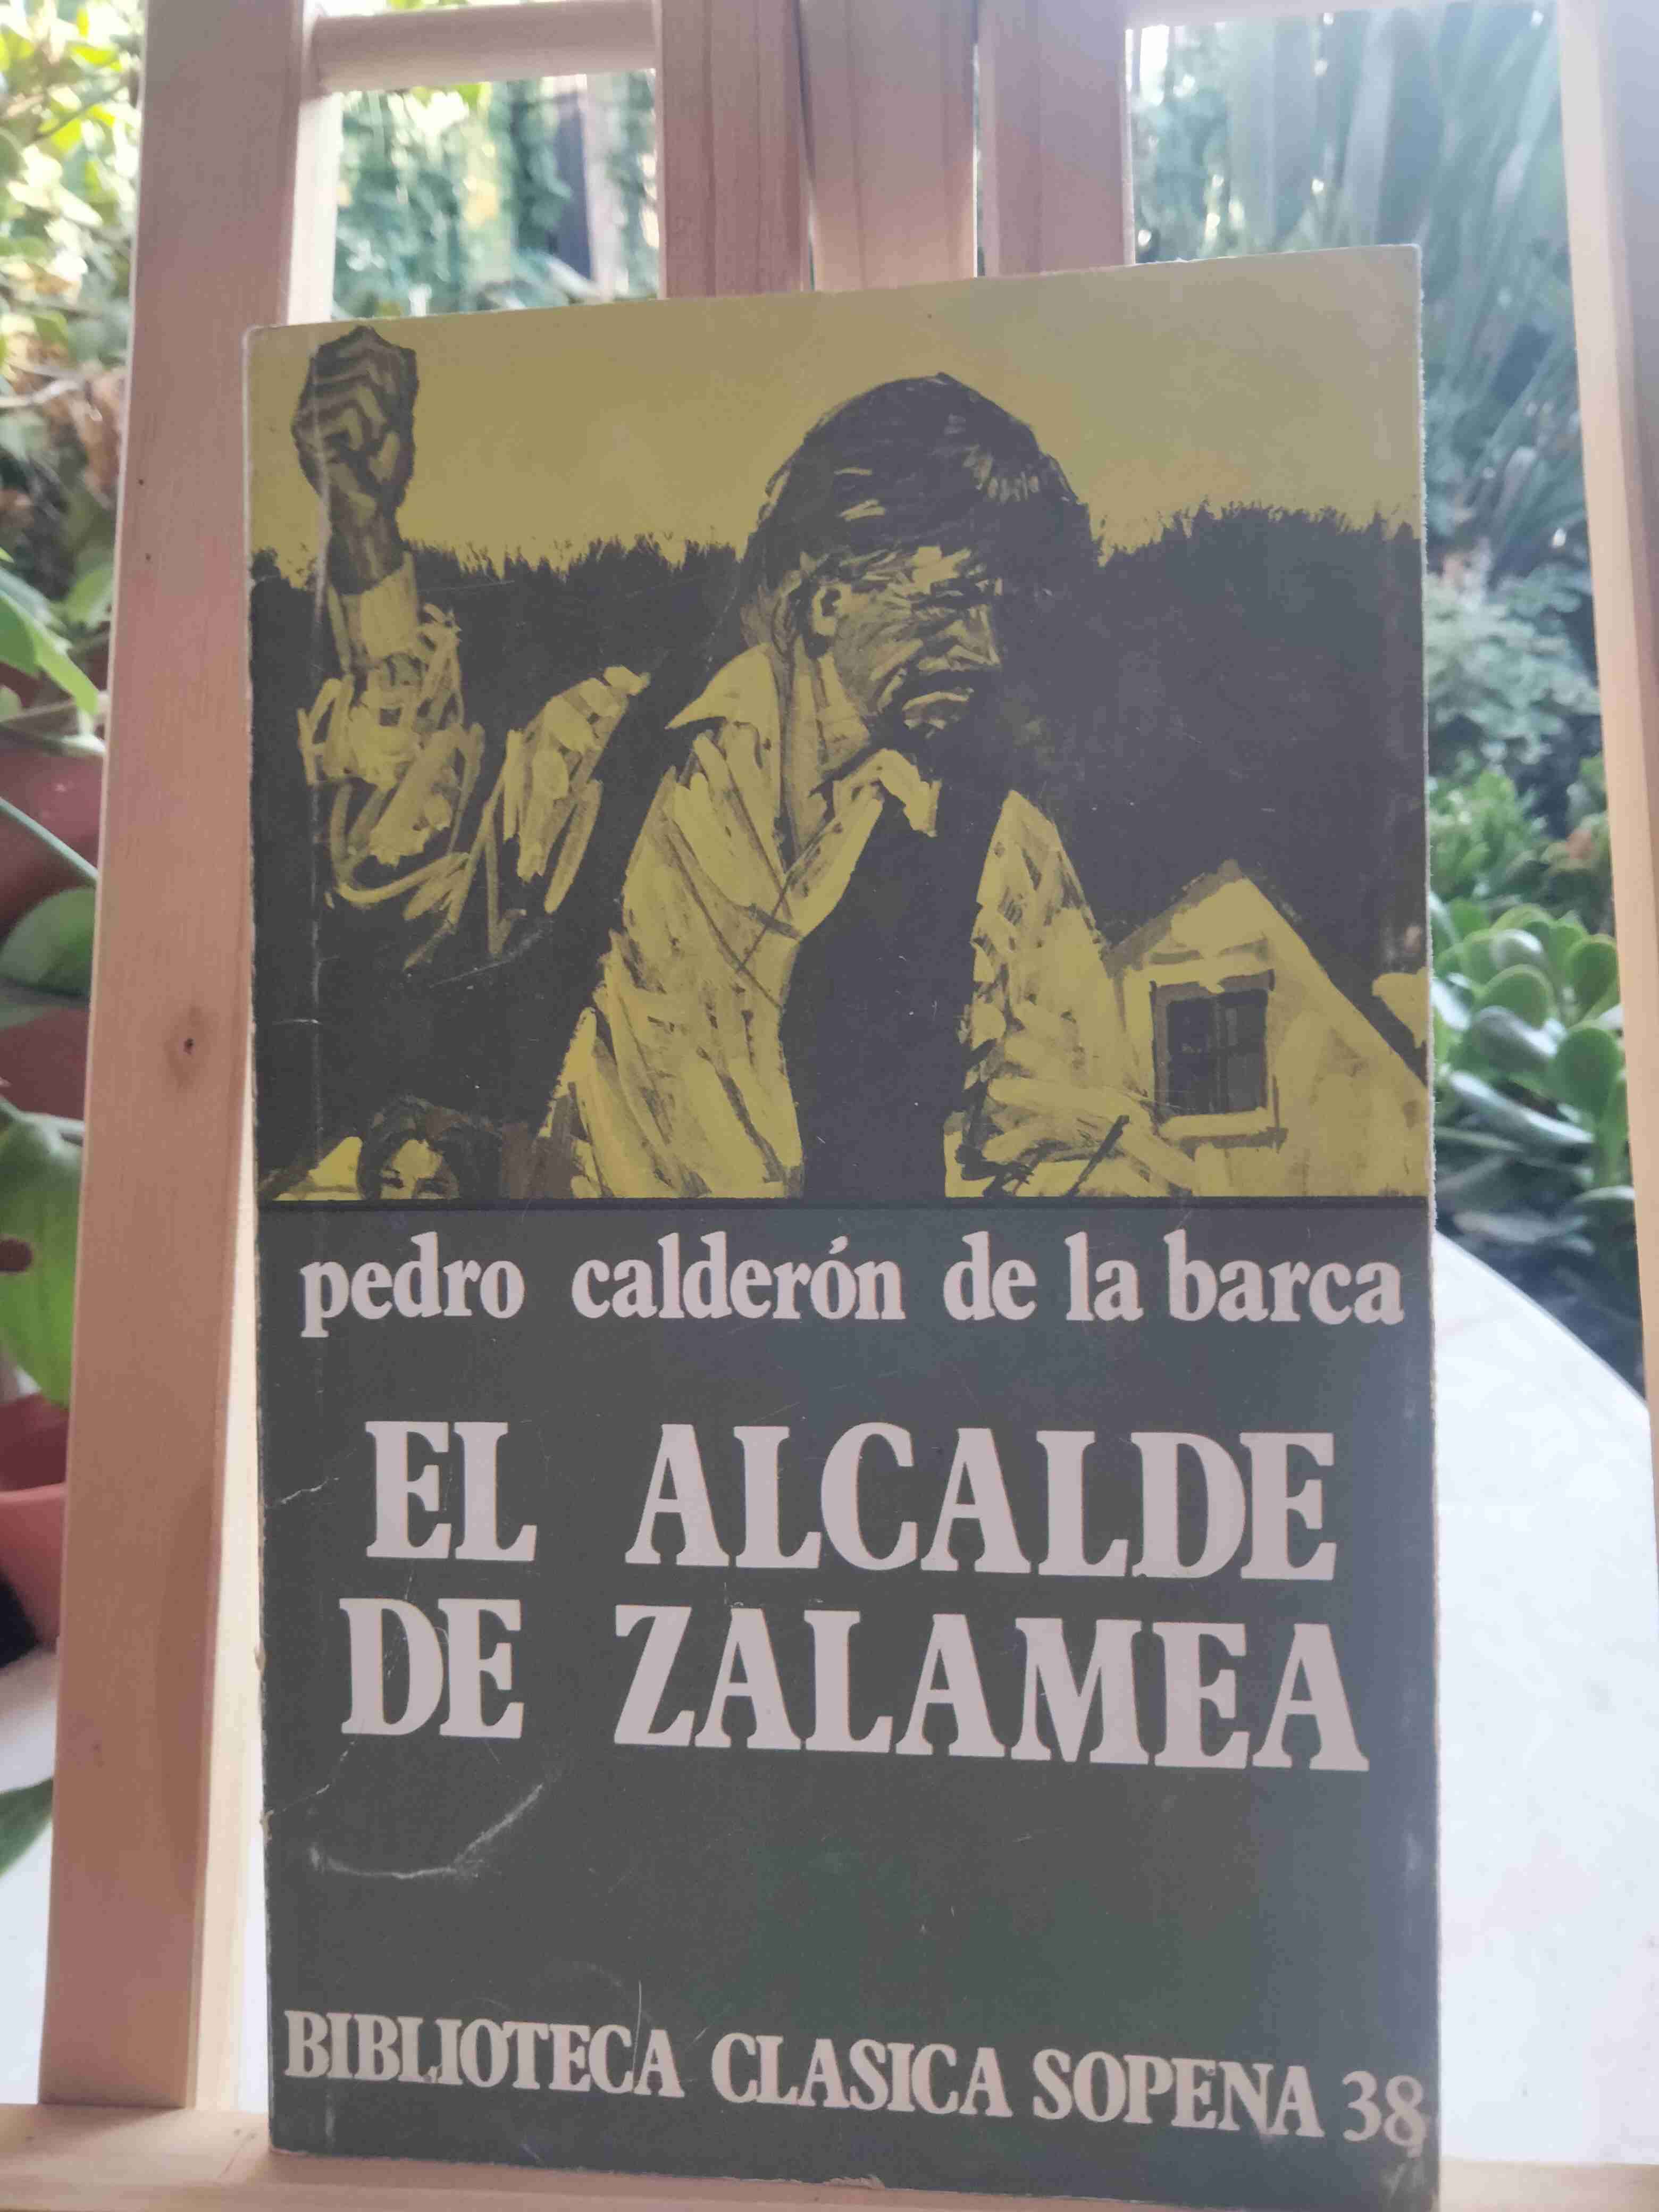 pedro calderón de la barca
EL ALCALDE
DE ZALAMEA
BIBLIOTECA CLASICA SOPENA 38